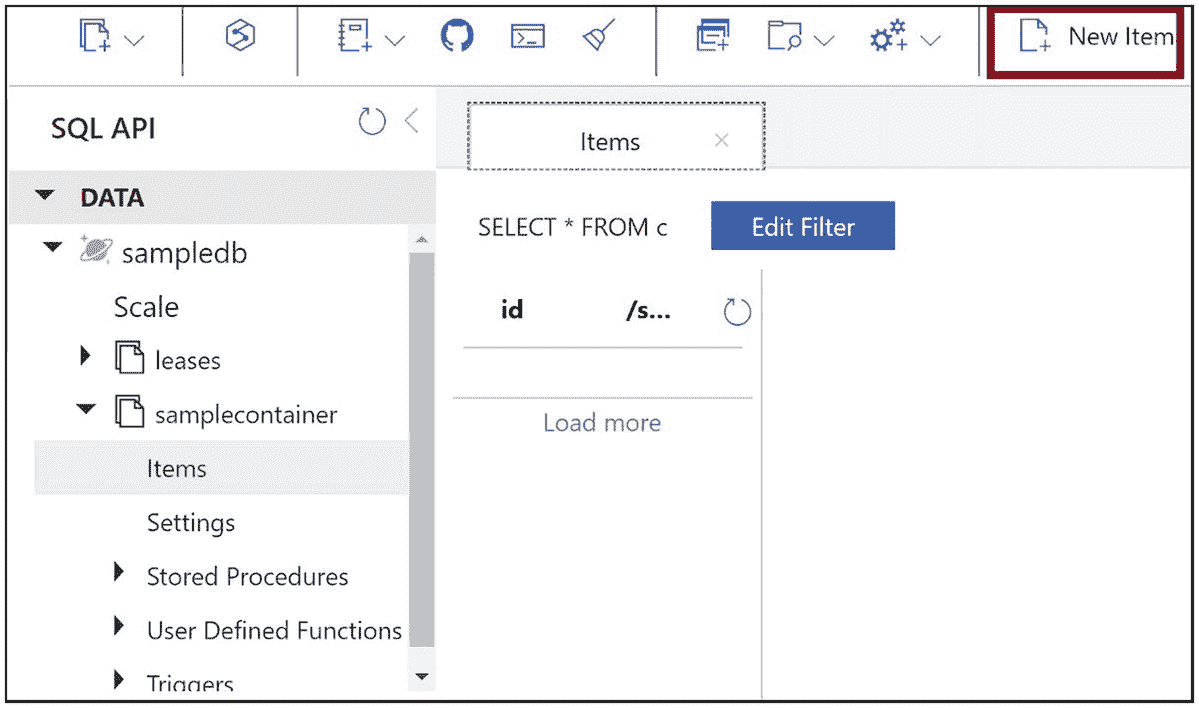 New Item
SQL API
Items
DATA
SELECT * FROM c
Edit Filter
sampledb
Scale
id
/s...
leases
samplecontainer
Load more
Items
Settings
Stored Procedures
User Defined Functions
Triggers